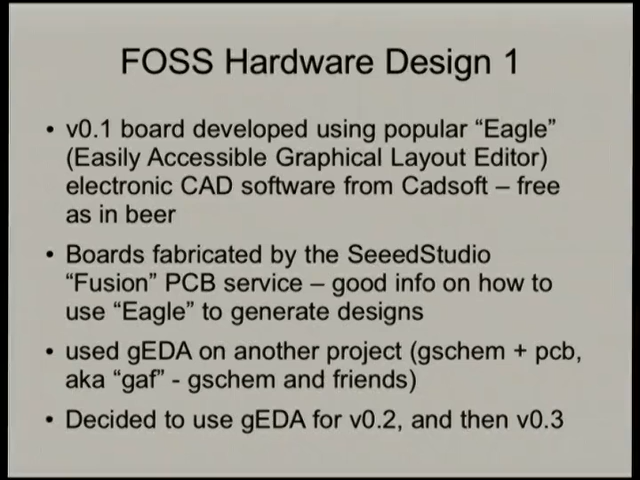 FOSS Hardware Design 1
• v0.1 board developed using popular “Eagle”
(Easily Accessible Graphical Layout Editor)
electronic CAD software from Cadsoft – free
as in beer
• Boards fabricated by the SeeedStudio
“Fusion” PCB service – good info on how to
use “Eagle” to generate designs
• used gEDA on another project (gschem + pcb,
aka “gaf” - gschem and friends)
• Decided to use gEDA for v0.2, and then v0.3